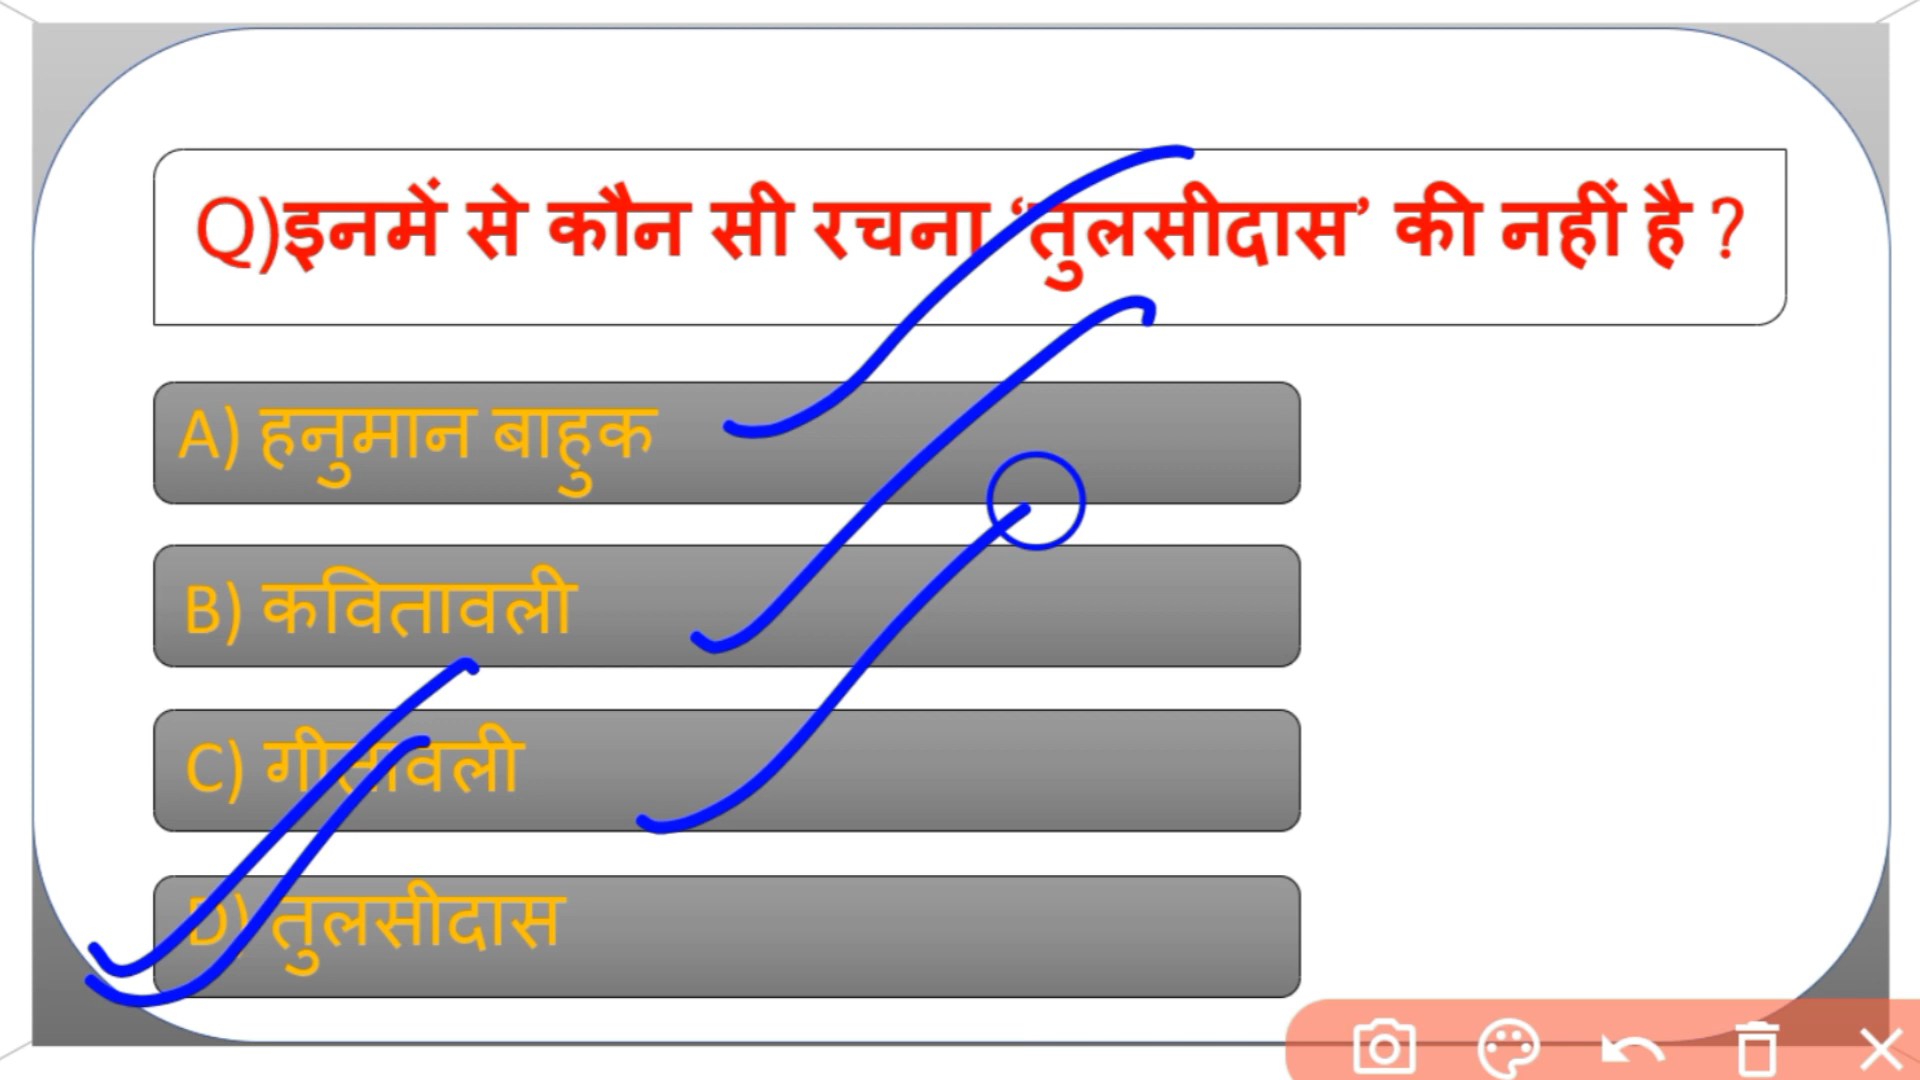 Q)इनमें से कौन सी रचना ‘तुलसीदास’ की नहीं है ?
A) हनुमान बाहुक
B) कवितावली
C) गीतावली
D) तुलसीदास